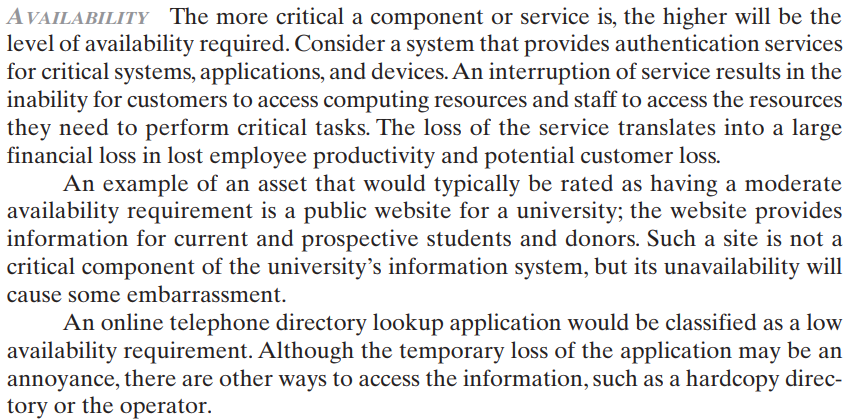 AVAILABILITY The more critical a component or service is, the higher will be the
level of availability required. Consider a system that provides authentication services
for critical systems, applications, and devices. An interruption of service results in the
inability for customers to access computing resources and staff to access the resources
they need to perform critical tasks. The loss of the service translates into a large
financial loss in lost employee productivity and potential customer loss.
An example of an asset that would typically be rated as having a moderate
availability requirement is a public website for a university; the website provides
information for current and prospective students and donors. Such a site is not a
critical component of the university’s information system, but its unavailability will
cause some embarrassment.
An online telephone directory lookup application would be classified as a low
availability requirement. Although the temporary loss of the application may be an
annoyance, there are other ways to access the information, such as a hardcopy direc-
tory or the operator.